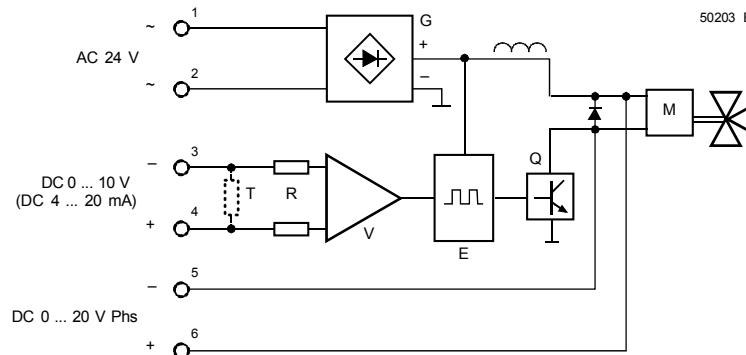 50203 E
1
G
~
AC 24 V
+
~
2
–
M
– 3
Q
DC 0 ... 10 V
T R
(DC 4 ... 20 mA)
+ 4
V
E
– 5
DC 0 ... 20 V Phs
+ 6